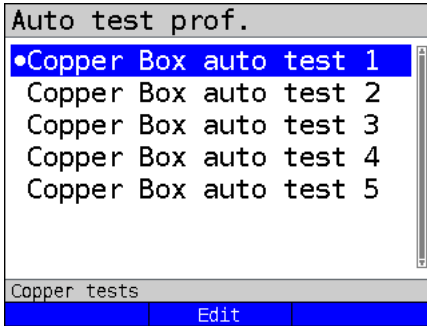 Auto test prof.
•Copper Box auto test 1
Copper Box auto test 2
Copper Box auto test 3
Copper Box auto test 4
Copper Box auto test 5
Copper tests
Edit